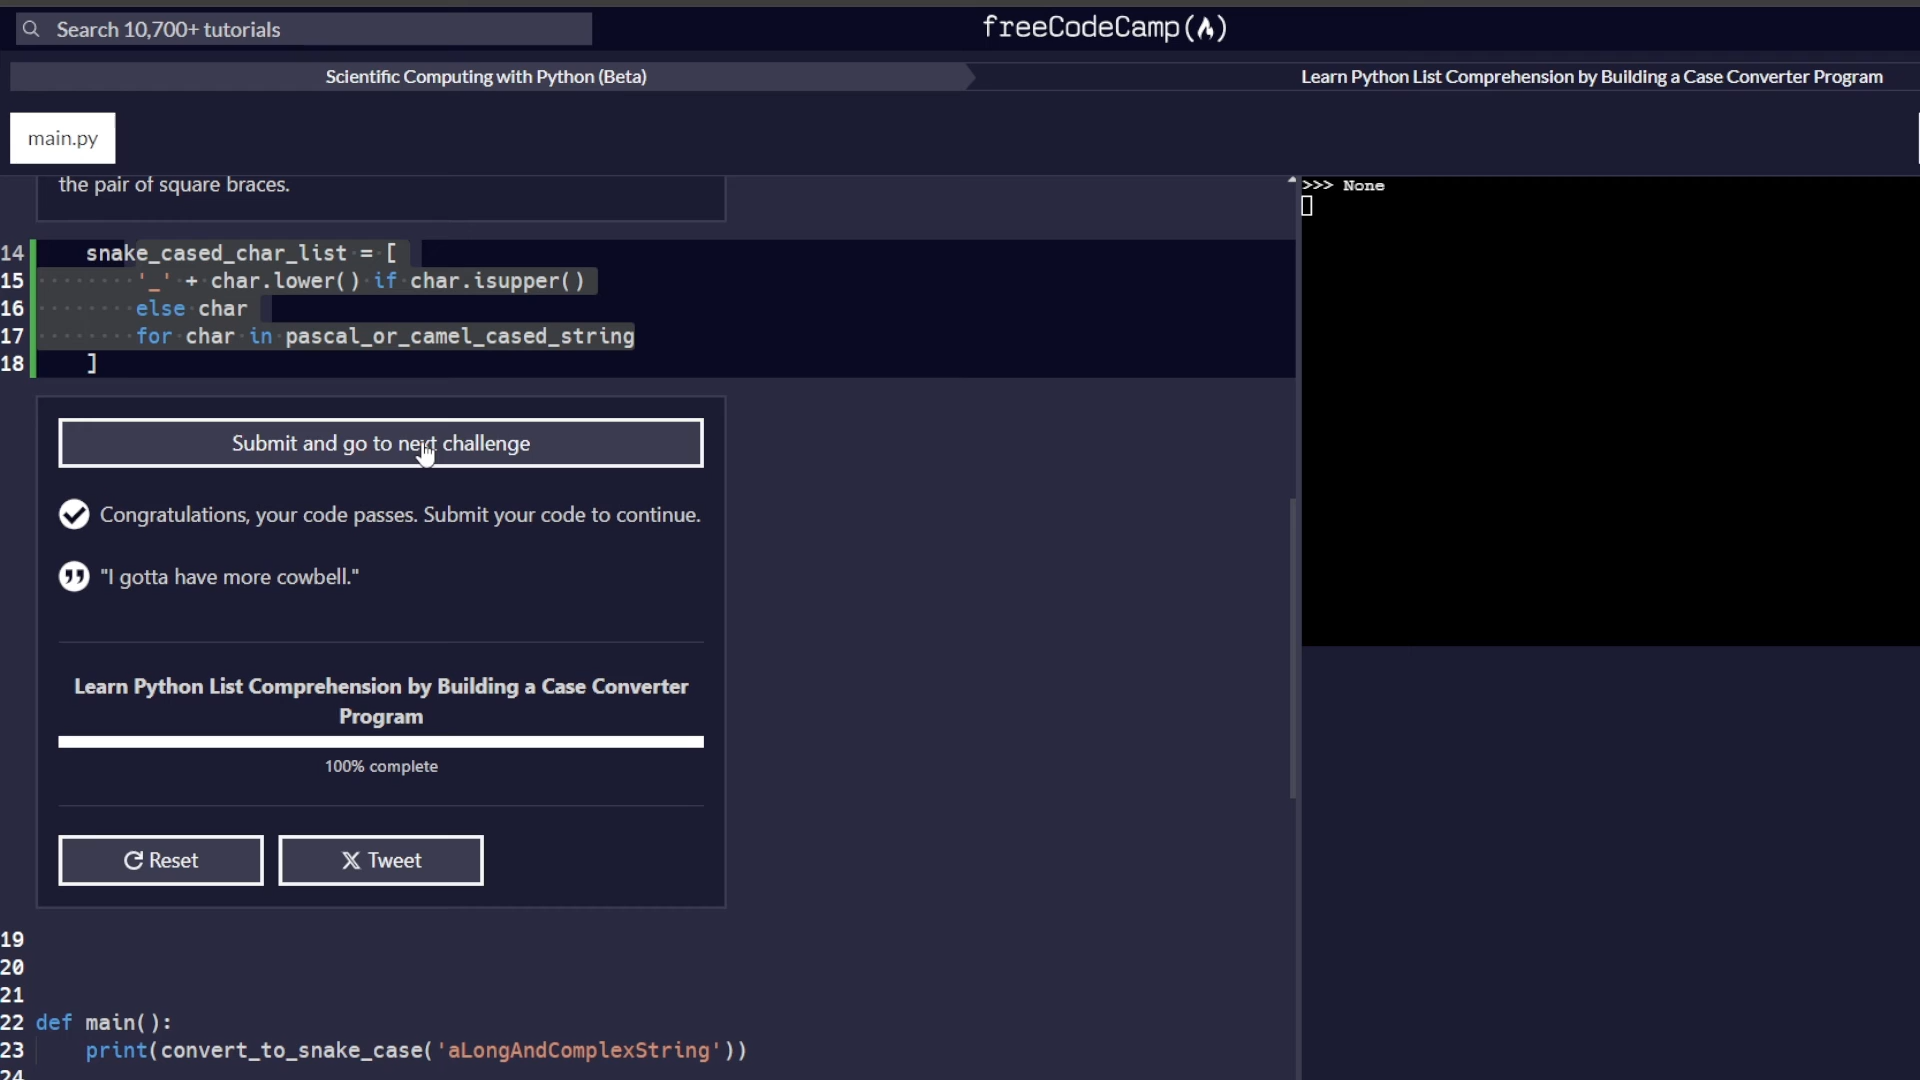 Search 10,700+ tutorials
freeCodeCamp
Scientific Computing with Python (Beta)
Learn Python List Comprehension by Building a Case Converter Program
main.py
the pair of square braces.
>>> None
14 snake_cased_char_list = [
15 '_' + char.lower() if char.isupper()
16 else char
17 for char in pascal_or_camel_cased_string
18 ]
Submit and go to next challenge
Congratulations, your code passes. Submit your code to continue.
"I gotta have more cowbell."
Learn Python List Comprehension by Building a Case Converter
Program
100% complete
Reset
X Tweet
19
20
21
22 def main():
23 print(convert_to_snake_case('aLongAndComplexString'))
24